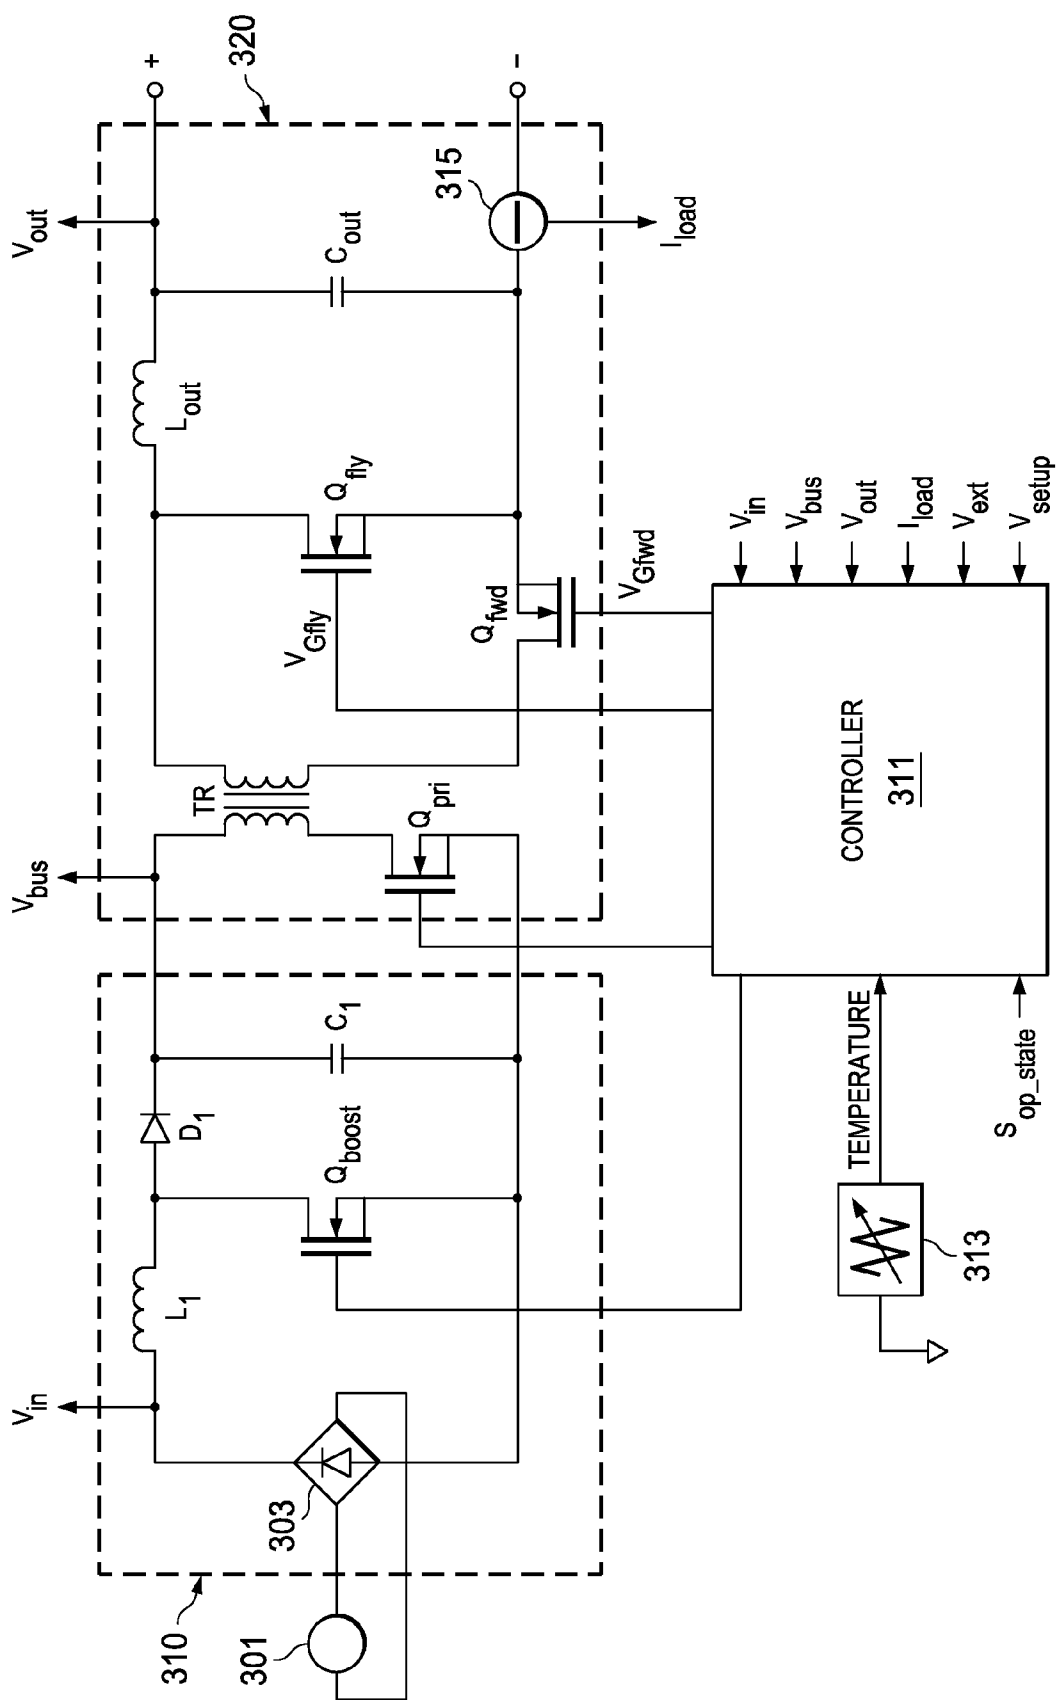 310
301
303
V_in
L_1
Q_boost
D_1
C_1
V_bus
TR
Q_pri
V_Gfly
Q_fly
Q_fwd
V_Gfwd
L_out
C_out
V_out
320
315
I_load
+
-
CONTROLLER
311
V_in
V_bus
V_out
I_load
V_ext
V_setup
TEMPERATURE
313
S_op_state